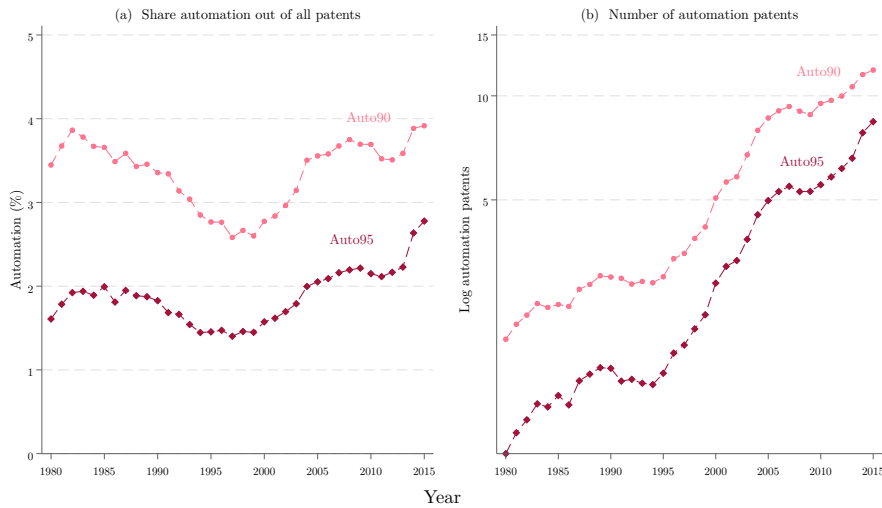 (a) Share automation out of all patents
Automation (%)
5
4
3
2
1
0
Auto90
Auto95
1980 1985 1990 1995 2000 2005 2010 2015
(b) Number of automation patents
Log automation patents
15
10
5
Auto90
Auto95
1980 1985 1990 1995 2000 2005 2010 2015
Year